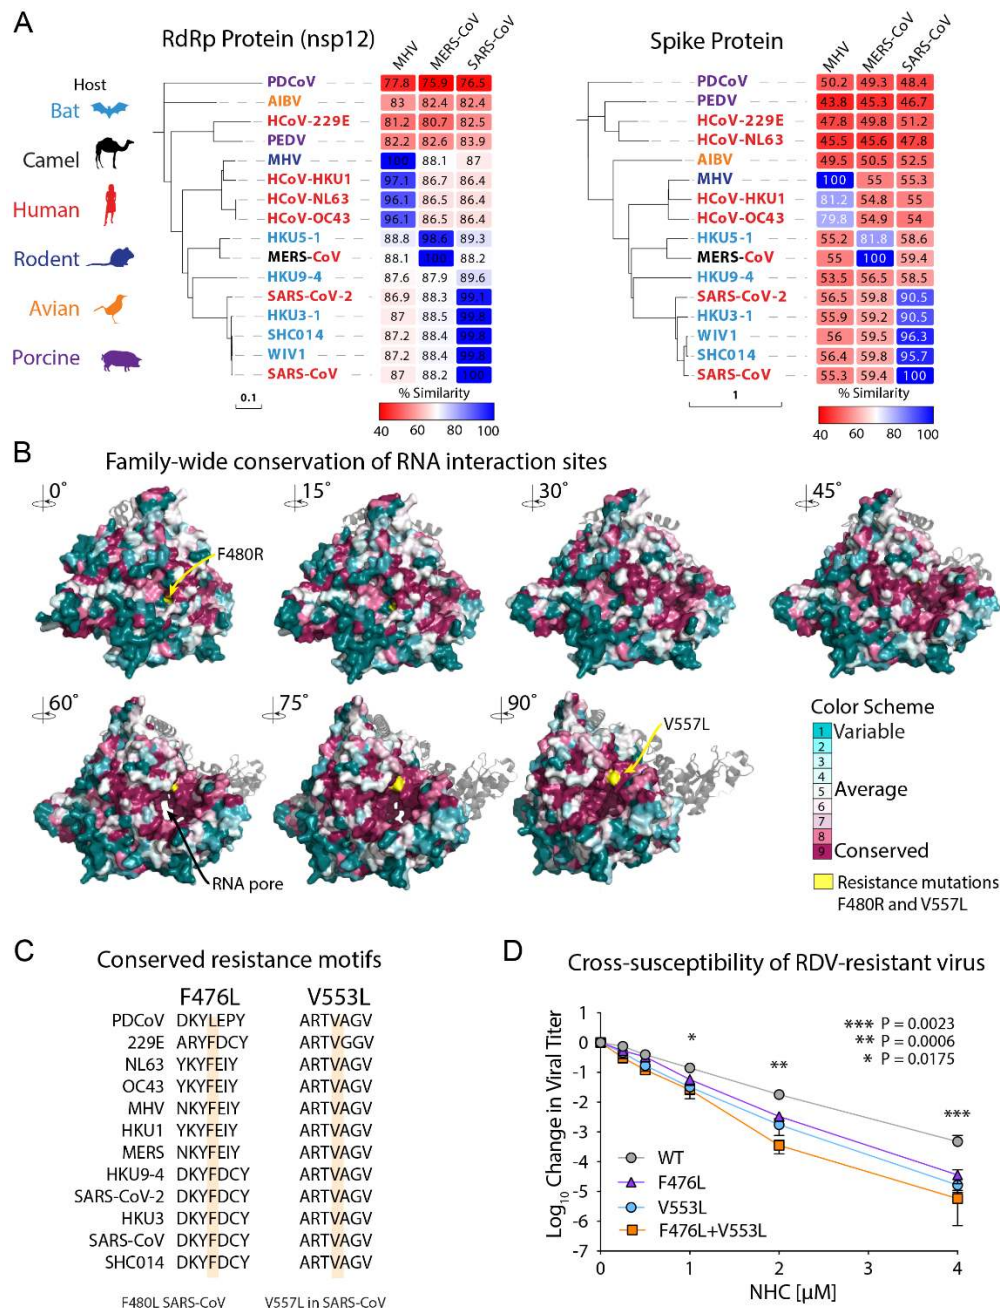 A
RdRp Protein (nsp12)
MHV
MERS-CoV
SARS-CoV
Host
Bat
Camel
Human
Rodent
Avian
Porcine
PDCoV 77.8 75.9 76.5
AIBV 83 82.4 82.4
HCoV-229E 81.2 80.7 82.5
PEDV 82.2 82.6 83.9
MHV 100 88.1 87
HCoV-HKU1 97.1 86.7 86.4
HCoV-NL63 96.1 86.5 86.4
HCoV-OC43 96.1 86.4 86.4
HKU5-1 88.8 98.6 89.3
MERS-CoV 88.1 100 88.2
HKU9-4 87.6 87.9 89.6
SARS-CoV-2 86.9 88.3 99.1
HKU3-1 87 88.5 99.8
SHC014 87.2 88.4 99.8
WIV1 87.2 88.4 99.8
SARS-CoV 87 88.2 100
0.1
% Similarity
40 60 80 100
Spike Protein
MHV
MERS-CoV
SARS-CoV
PDCoV 50.2 49.3 48.4
PEDV 43.8 45.3 46.7
HCoV-229E 47.8 49.8 51.2
HCoV-NL63 45.5 45.6 47.8
AIBV 49.5 50.5 52.5
MHV 100 55 55.3
HCoV-HKU1 81.2 54.8 55
HCoV-OC43 79.8 54.9 54
HKU5-1 55.2 81.8 58.6
MERS-CoV 55 100 59.4
HKU9-4 53.5 56.5 58.5
SARS-CoV-2 56.5 59.8 90.5
HKU3-1 55.9 59.2 90.5
WIV1 56 59.5 96.3
SHC014 56.4 59.8 95.7
SARS-CoV 55.3 59.4 100
1
% Similarity
40 60 80 100
B
Family-wide conservation of RNA interaction sites
0° 15° 30° 45°
F480R
60° 75° 90°
V557L
RNA pore
Color Scheme
1 Variable
2
3
4
5 Average
6
7
8
9 Conserved
Resistance mutations
F480R and V557L
C
Conserved resistance motifs
F476L V553L
PDCoV DKYLEPY ARTVAGV
229E ARYFDCY ARTVGGV
NL63 YKYFEIY ARTVAGV
OC43 YKYFEIY ARTVAGV
MHV NKYFEIY ARTVAGV
HKU1 YKYFEIY ARTVAGV
MERS NKYFEIY ARTVAGV
HKU9-4 DKYFDCY ARTVAGV
SARS-CoV-2 DKYFDCY ARTVAGV
HKU3 DKYFDCY ARTVAGV
SARS-CoV DKYFDCY ARTVAGV
SHC014 DKYFDCY ARTVAGV
F480L SARS-CoV V557L in SARS-CoV
D
Cross-susceptibility of RDV-resistant virus
Log10 Change in Viral Titer
1
0
-1
-2
-3
-4
-5
-6
-7
*
**
***
*** P = 0.0023
** P = 0.0006
* P = 0.0175
WT
F476L
V553L
F476L+V553L
0 1 2 3 4
NHC [µM]